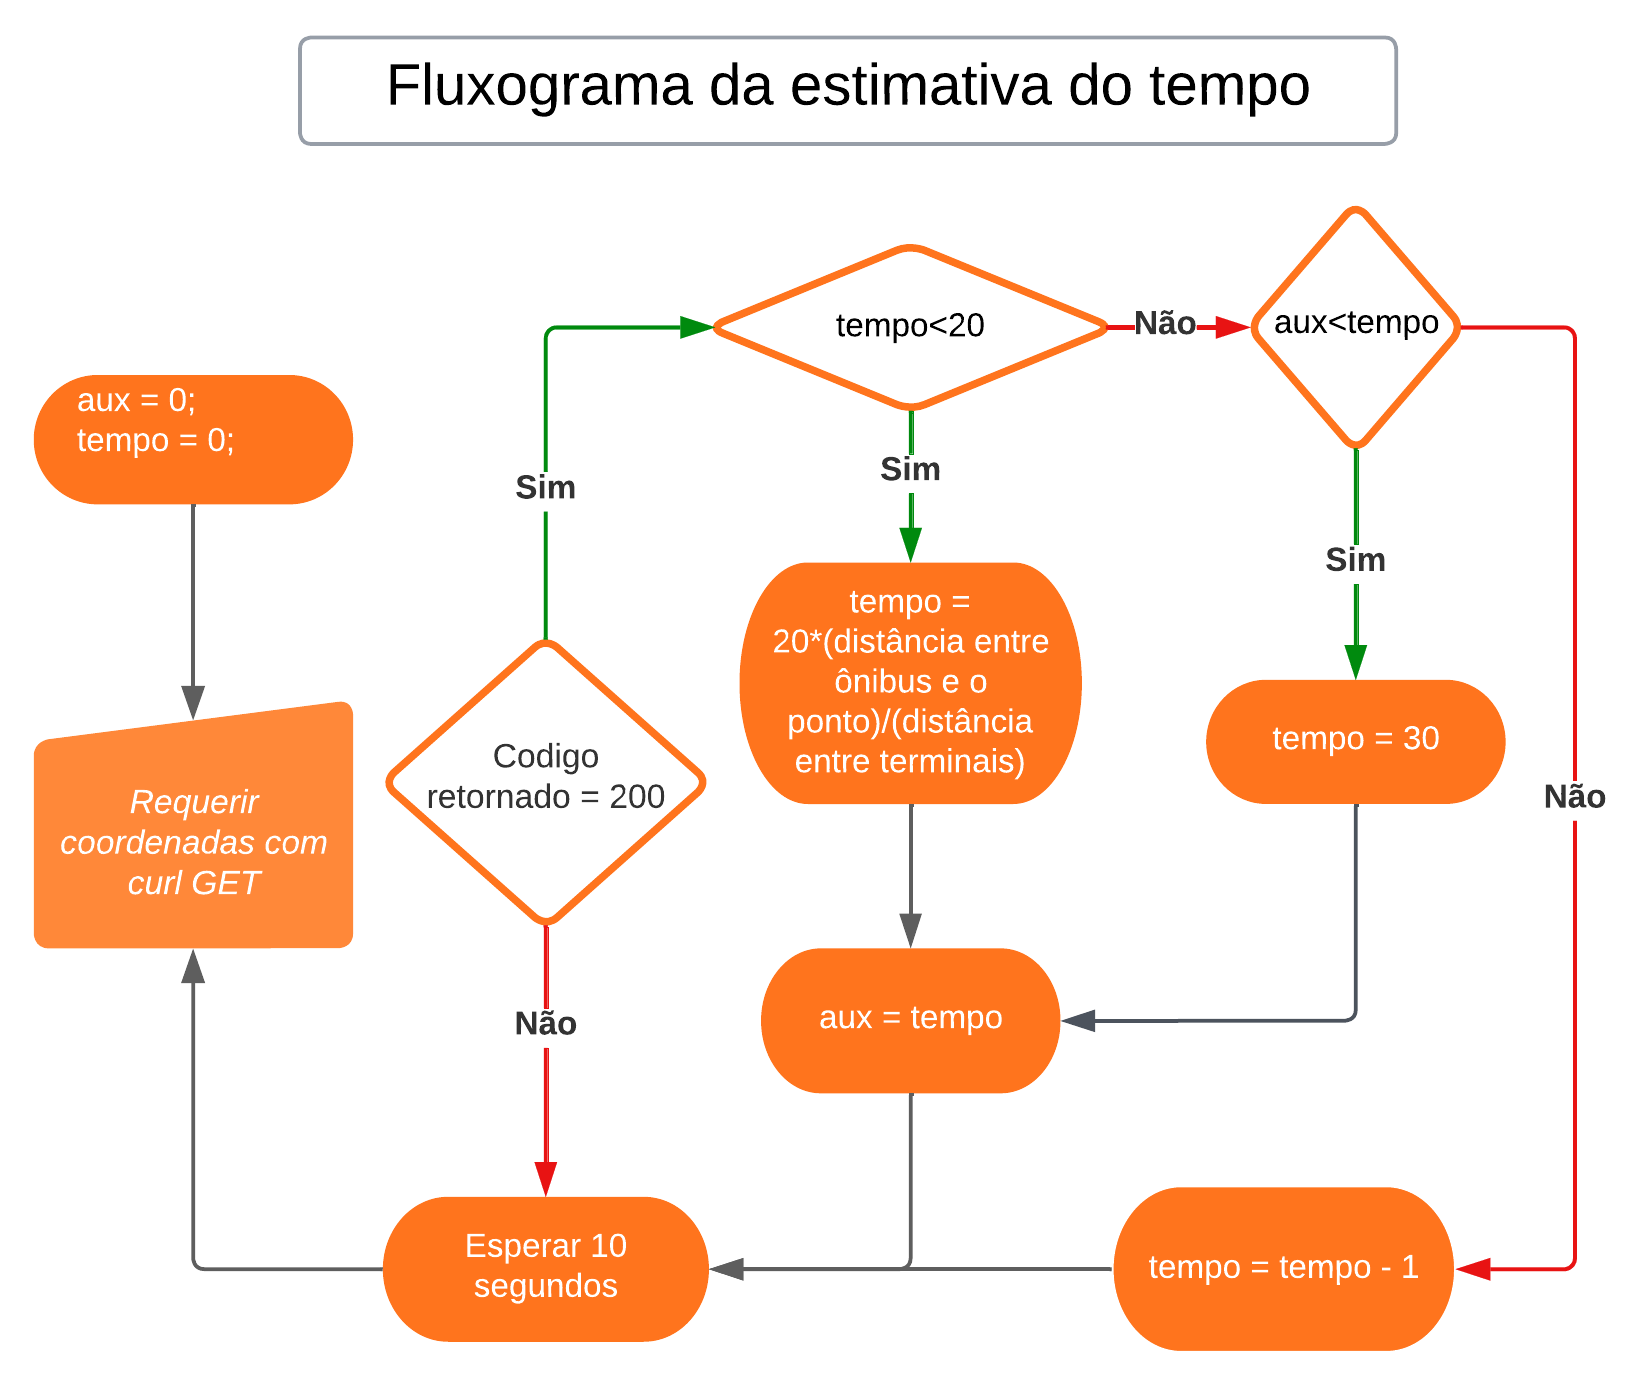 Fluxograma da estimativa do tempo
aux = 0;
tempo = 0;
Requerir
coordenadas com
curl GET
Codigo
retornado = 200
Sim
Não
tempo<20
Não
Sim
aux<tempo
Sim
Não
tempo =
20*(distância entre
ônibus e o
ponto)/(distância
entre terminais)
tempo = 30
aux = tempo
Esperar 10
segundos
tempo = tempo - 1